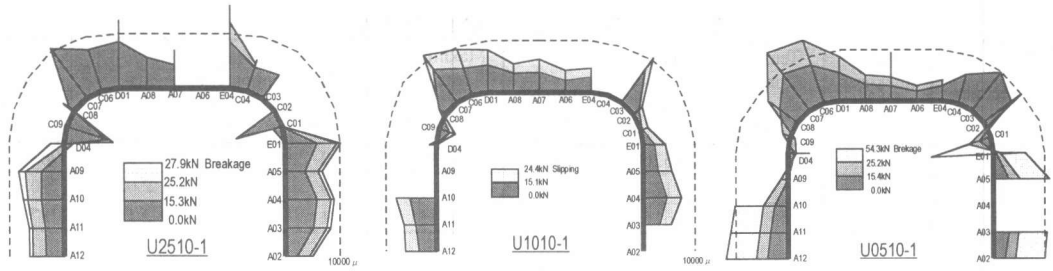 C06 D01 A08 A07 A06 E04 C04
C07 C03
C08 C02
C09 C01
D04 E01
A09 A05
A10 A04
A11 A03
A12 A02
27.9kN Breakage
25.2kN
15.3kN
0.0kN
U2510-1
10000 μ
C06 D01 A08 A07 A06 E04 C04
C07 C03
C08 C02
C09 C01
D04 E01
A05
A10 A04
A11 A03
A12 A02
24.4kN Slipping
15.1kN
0.0kN
U1010-1
10000 μ
C06 D01 A08 A07 A06 E04 C04
C07 C03
C08 C02 C01
C09
D04 E01
A09 A05
A10 A04
A11 A03
A12 A02
54.3kN Brekage
25.2kN
15.4kN
0.0kN
U0510-1
10000 μ